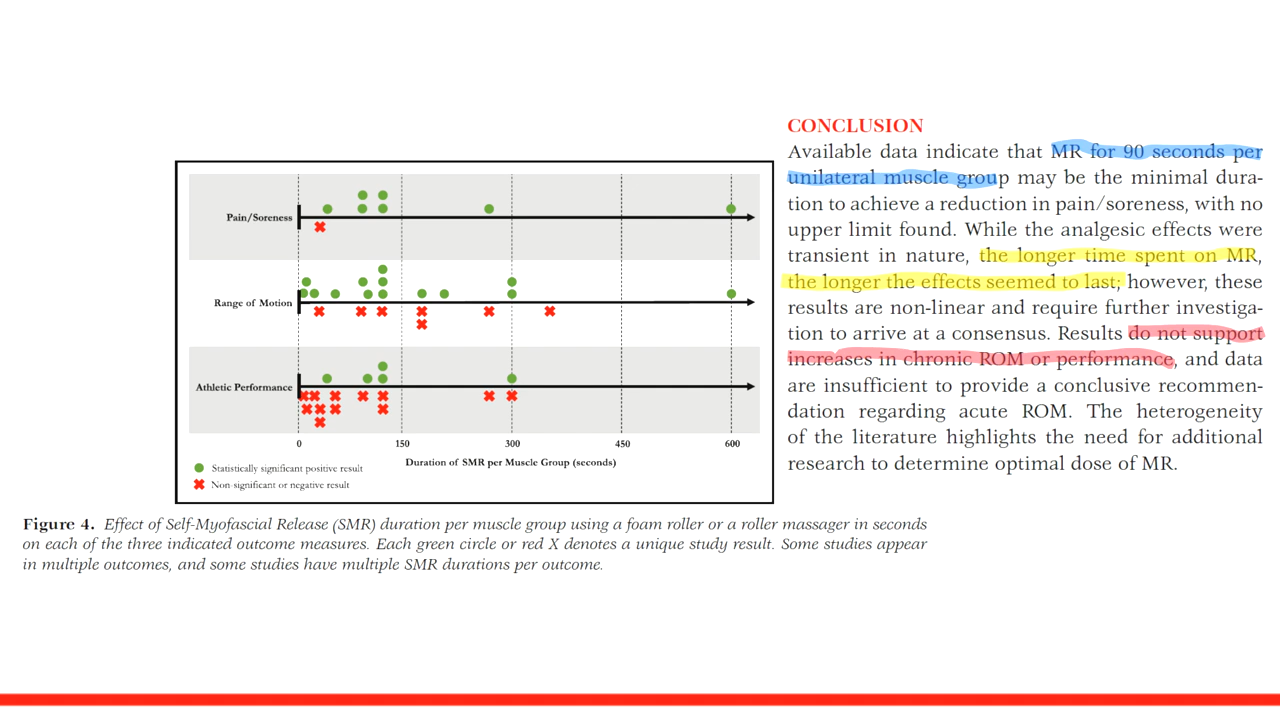 CONCLUSION
Available data indicate that MR for 90 seconds per
unilateral muscle group may be the minimal dura-
tion to achieve a reduction in pain/soreness, with no
upper limit found. While the analgesic effects were
transient in nature, the longer time spent on MR,
the longer the effects seemed to last; however, these
results are non-linear and require further investiga-
tion to arrive at a consensus. Results do not support
increases in chronic ROM or performance, and data
are insufficient to provide a conclusive recommen-
dation regarding acute ROM. The heterogeneity
of the literature highlights the need for additional
research to determine optimal dose of MR.
Pain/Soreness
Range of Motion
Athletic Performance
0 150 300 450 600
Duration of SMR per Muscle Group (seconds)
Statistically significant positive result
Non-significant or negative result
Figure 4. Effect of Self-Myofascial Release (SMR) duration per muscle group using a foam roller or a roller massager in seconds
on each of the three indicated outcome measures. Each green circle or red X denotes a unique study result. Some studies appear
in multiple outcomes, and some studies have multiple SMR durations per outcome.